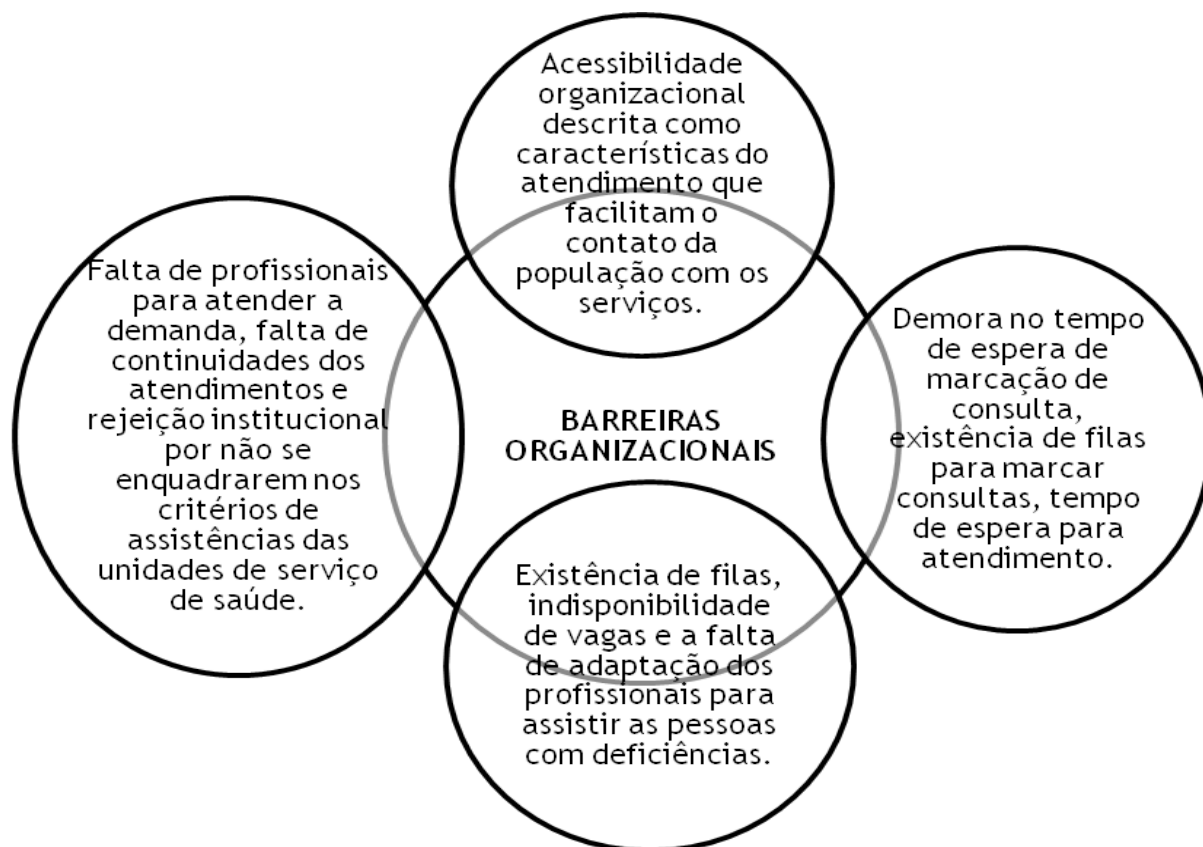 Acessibilidade
organizacional
descrita como
características do
atendimento que
facilitam o
contato da
população com os
serviços.
Falta de profissionais
para atender a
demanda, falta de
continuidades dos
atendimentos e
rejeição institucional
por não se
enquadrarem nos
critérios de
assistências das
unidades de serviço
de saúde.
BARREIRAS
ORGANIZACIONAIS
Demora no tempo
de espera de
marcação de
consulta,
existência de filas
para marcar
consultas, tempo
de espera para
atendimento.
Existência de filas,
indisponibilidade
de vagas e a falta
de adaptação dos
profissionais para
assistir as pessoas
com deficiências.